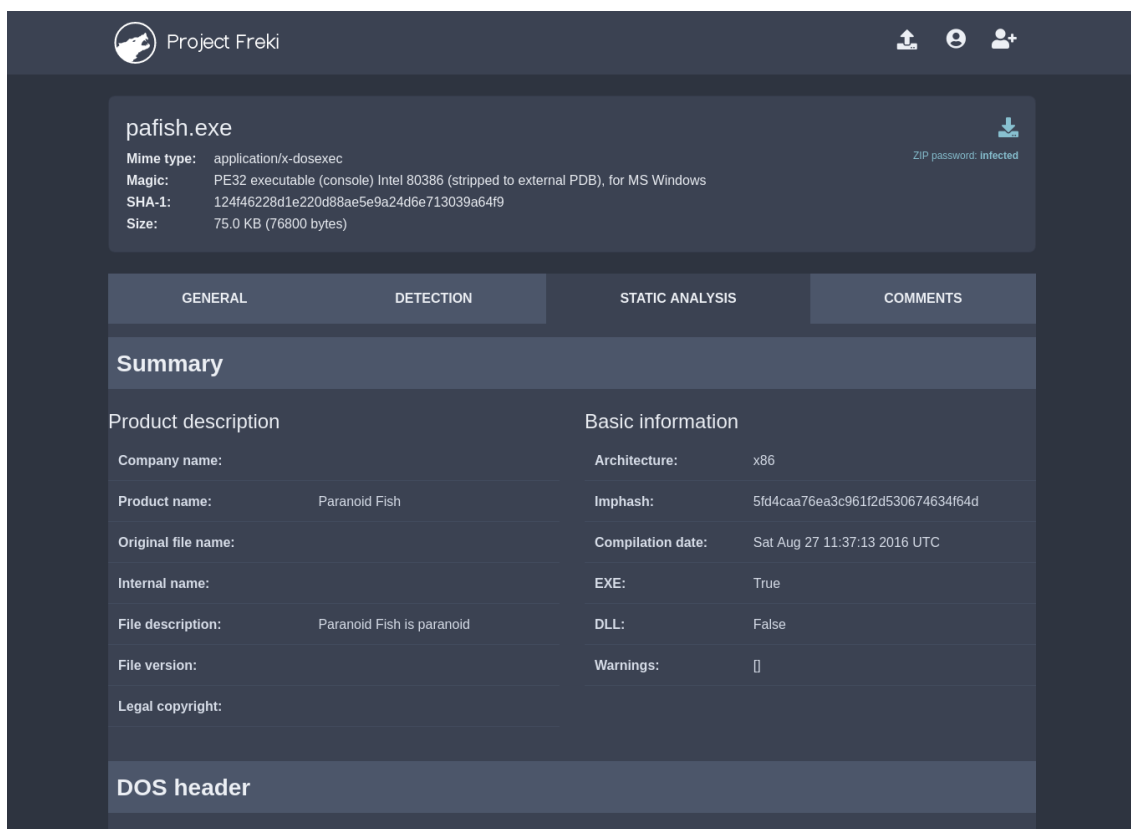 Project Freki
pafish.exe
ZIP password: infected
Mime type: application/x-dosexec
Magic: PE32 executable (console) Intel 80386 (stripped to external PDB), for MS Windows
SHA-1: 124f46228d1e220d88ae5e9a24d6e713039a64f9
Size: 75.0 KB (76800 bytes)
GENERAL DETECTION STATIC ANALYSIS COMMENTS
Summary
Product description
Company name:
Product name: Paranoid Fish
Original file name:
Internal name:
File description: Paranoid Fish is paranoid
File version:
Legal copyright:
Basic information
Architecture: x86
Imphash: 5fd4caa76ea3c961f2d530674634f64d
Compilation date: Sat Aug 27 11:37:13 2016 UTC
EXE: True
DLL: False
Warnings: []
DOS header